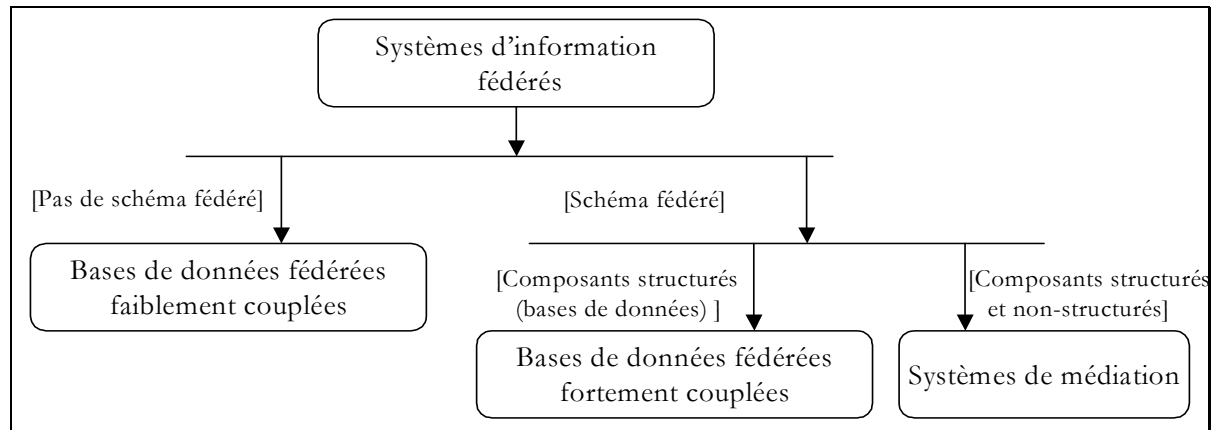 Systèmes d'information
fédérés
[Pas de schéma fédéré]
[Schéma fédéré]
Bases de données fédérées
faiblement couplées
[Composants structurés
(bases de données) ]
[Composants structurés
et non-structurés]
Bases de données fédérées
fortement couplées
Systèmes de médiation